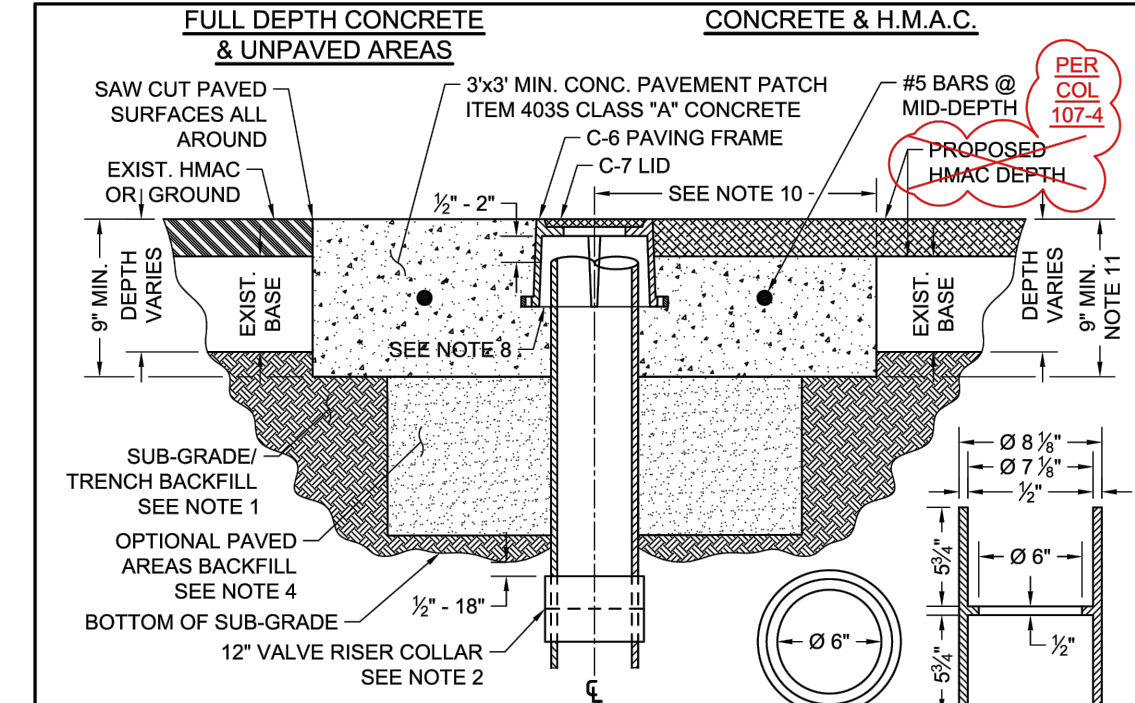 FULL DEPTH CONCRETE
& UNPAVED AREAS
CONCRETE & H.M.A.C.
SAW CUT PAVED
SURFACES ALL
AROUND
EXIST. HMAC
OR GROUND
3'x3' MIN. CONC. PAVEMENT PATCH
ITEM 403S CLASS "A" CONCRETE
C-6 PAVING FRAME
C-7 LID
#5 BARS @
MID-DEPTH
PER
COL
107-4
PROPOSED
HMAC DEPTH
½" - 2"
SEE NOTE 10
9" MIN.
DEPTH
VARIES
EXIST.
BASE
SEE NOTE 8
EXIST.
BASE
DEPTH
VARIES
9" MIN.
NOTE 11
SUB-GRADE/
TRENCH BACKFILL
SEE NOTE 1
OPTIONAL PAVED
AREAS BACKFILL
SEE NOTE 4
BOTTOM OF SUB-GRADE
½" - 18"
12" VALVE RISER COLLAR
SEE NOTE 2
℄
Ø 6"
Ø 8 ⅛"
Ø 7 ⅛"
½"
5¾"
Ø 6"
½"
5¾"